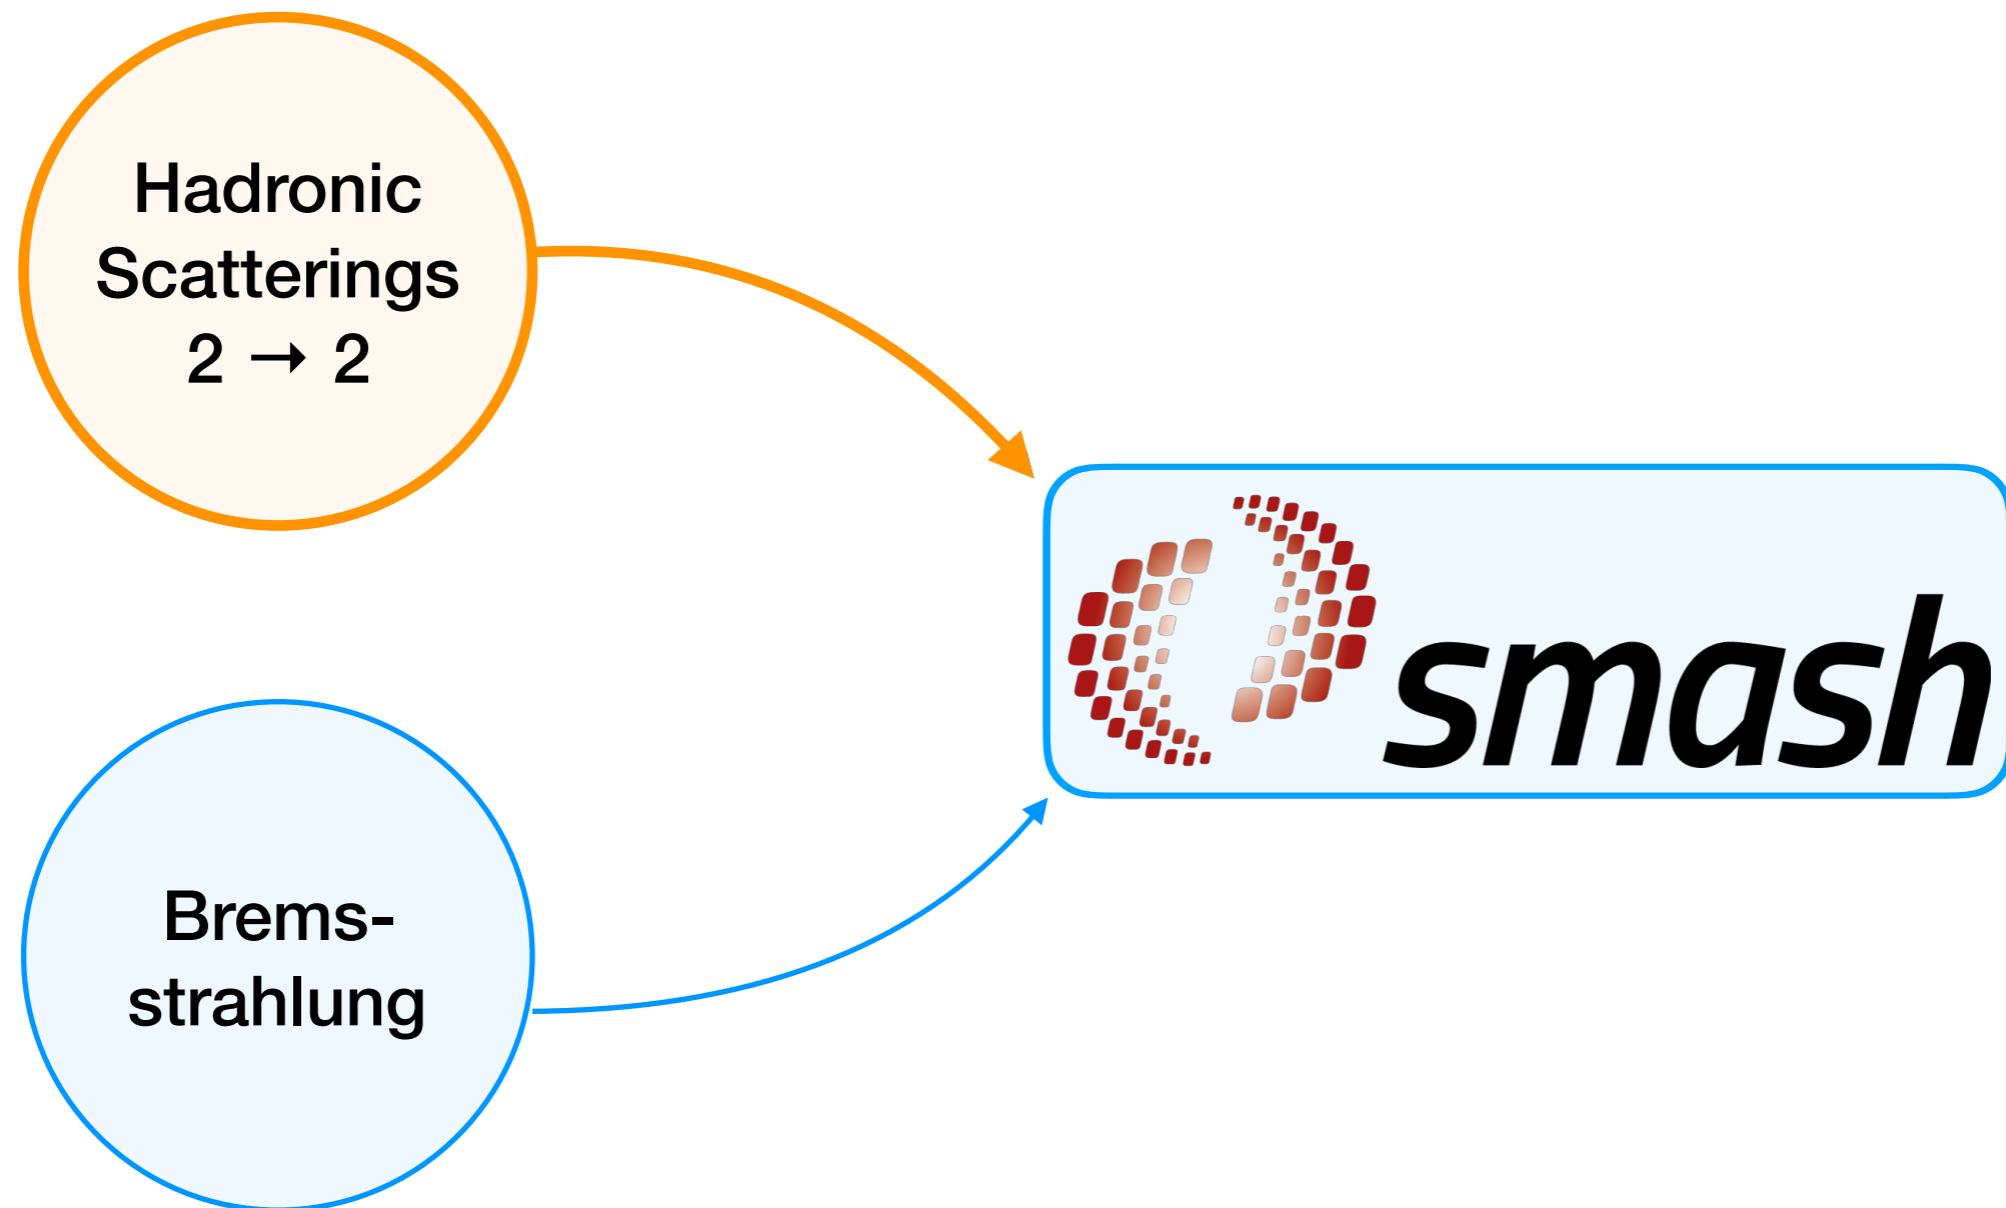 Hadronic
Scatterings
2 → 2
smash
Brems-
strahlung